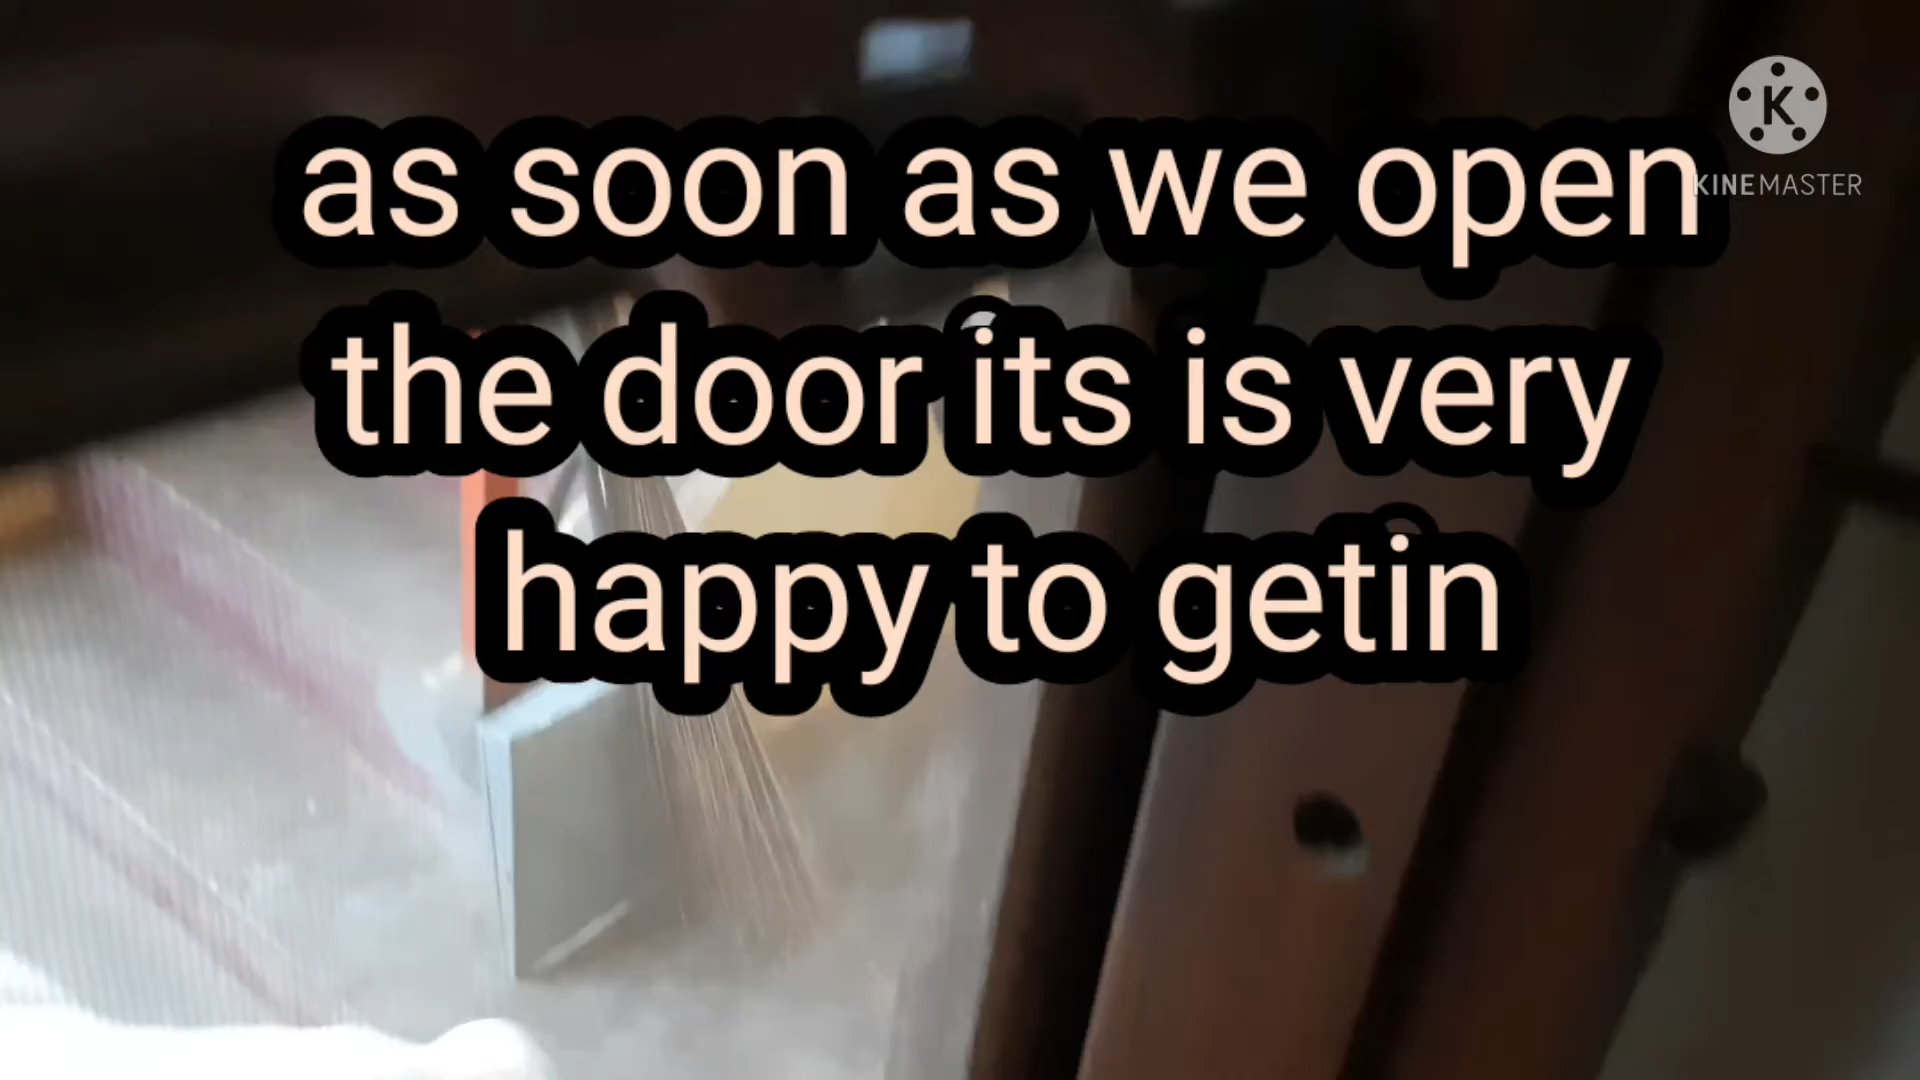 as soon as we open
the door its is very
happy to getin
K
KINEMASTER